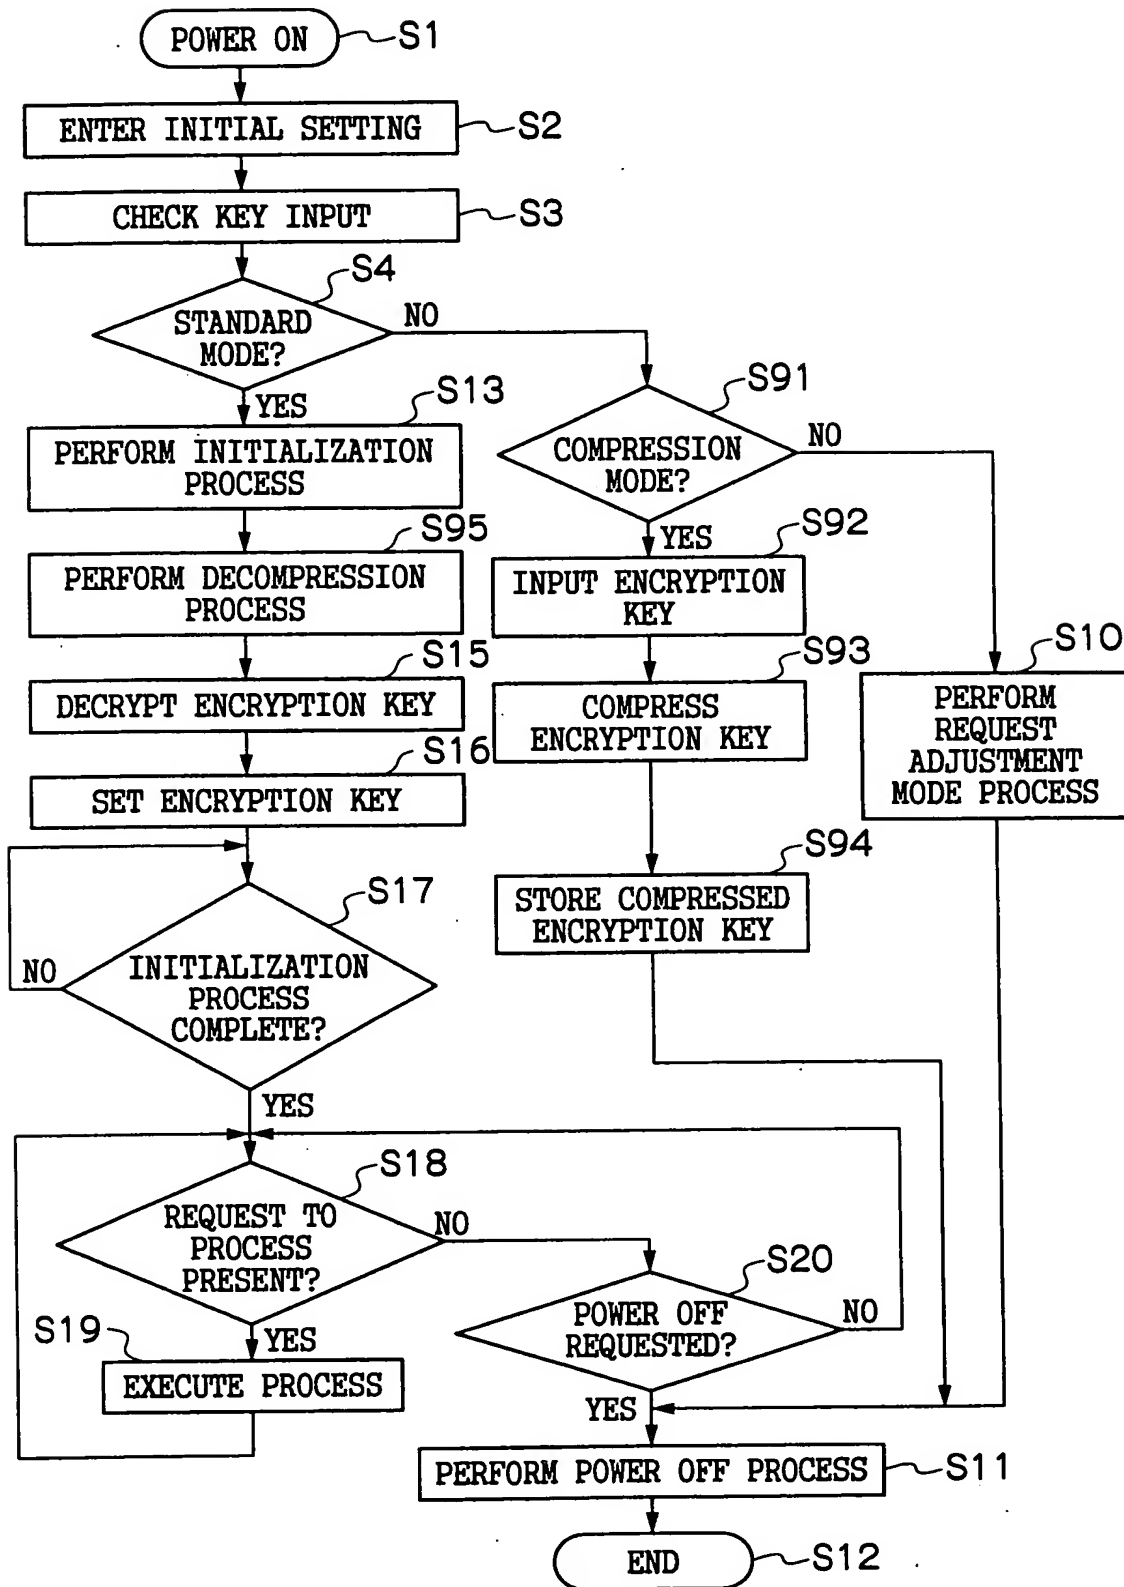 POWER ON
S1
ENTER INITIAL SETTING
S2
CHECK KEY INPUT
S3
S4
STANDARD
MODE?
NO
YES
S13
PERFORM INITIALIZATION
PROCESS
S95
PERFORM DECOMPRESSION
PROCESS
S15
DECRYPT ENCRYPTION KEY
S16
SET ENCRYPTION KEY
S17
INITIALIZATION
PROCESS
COMPLETE?
NO
YES
S91
COMPRESSION
MODE?
NO
YES
S92
INPUT ENCRYPTION
KEY
S93
COMPRESS
ENCRYPTION KEY
S94
STORE COMPRESSED
ENCRYPTION KEY
S10
PERFORM
REQUEST
ADJUSTMENT
MODE PROCESS
S18
REQUEST TO
PROCESS
PRESENT?
NO
YES
S19
EXECUTE PROCESS
S20
POWER OFF
REQUESTED?
NO
YES
PERFORM POWER OFF PROCESS
S11
END
S12